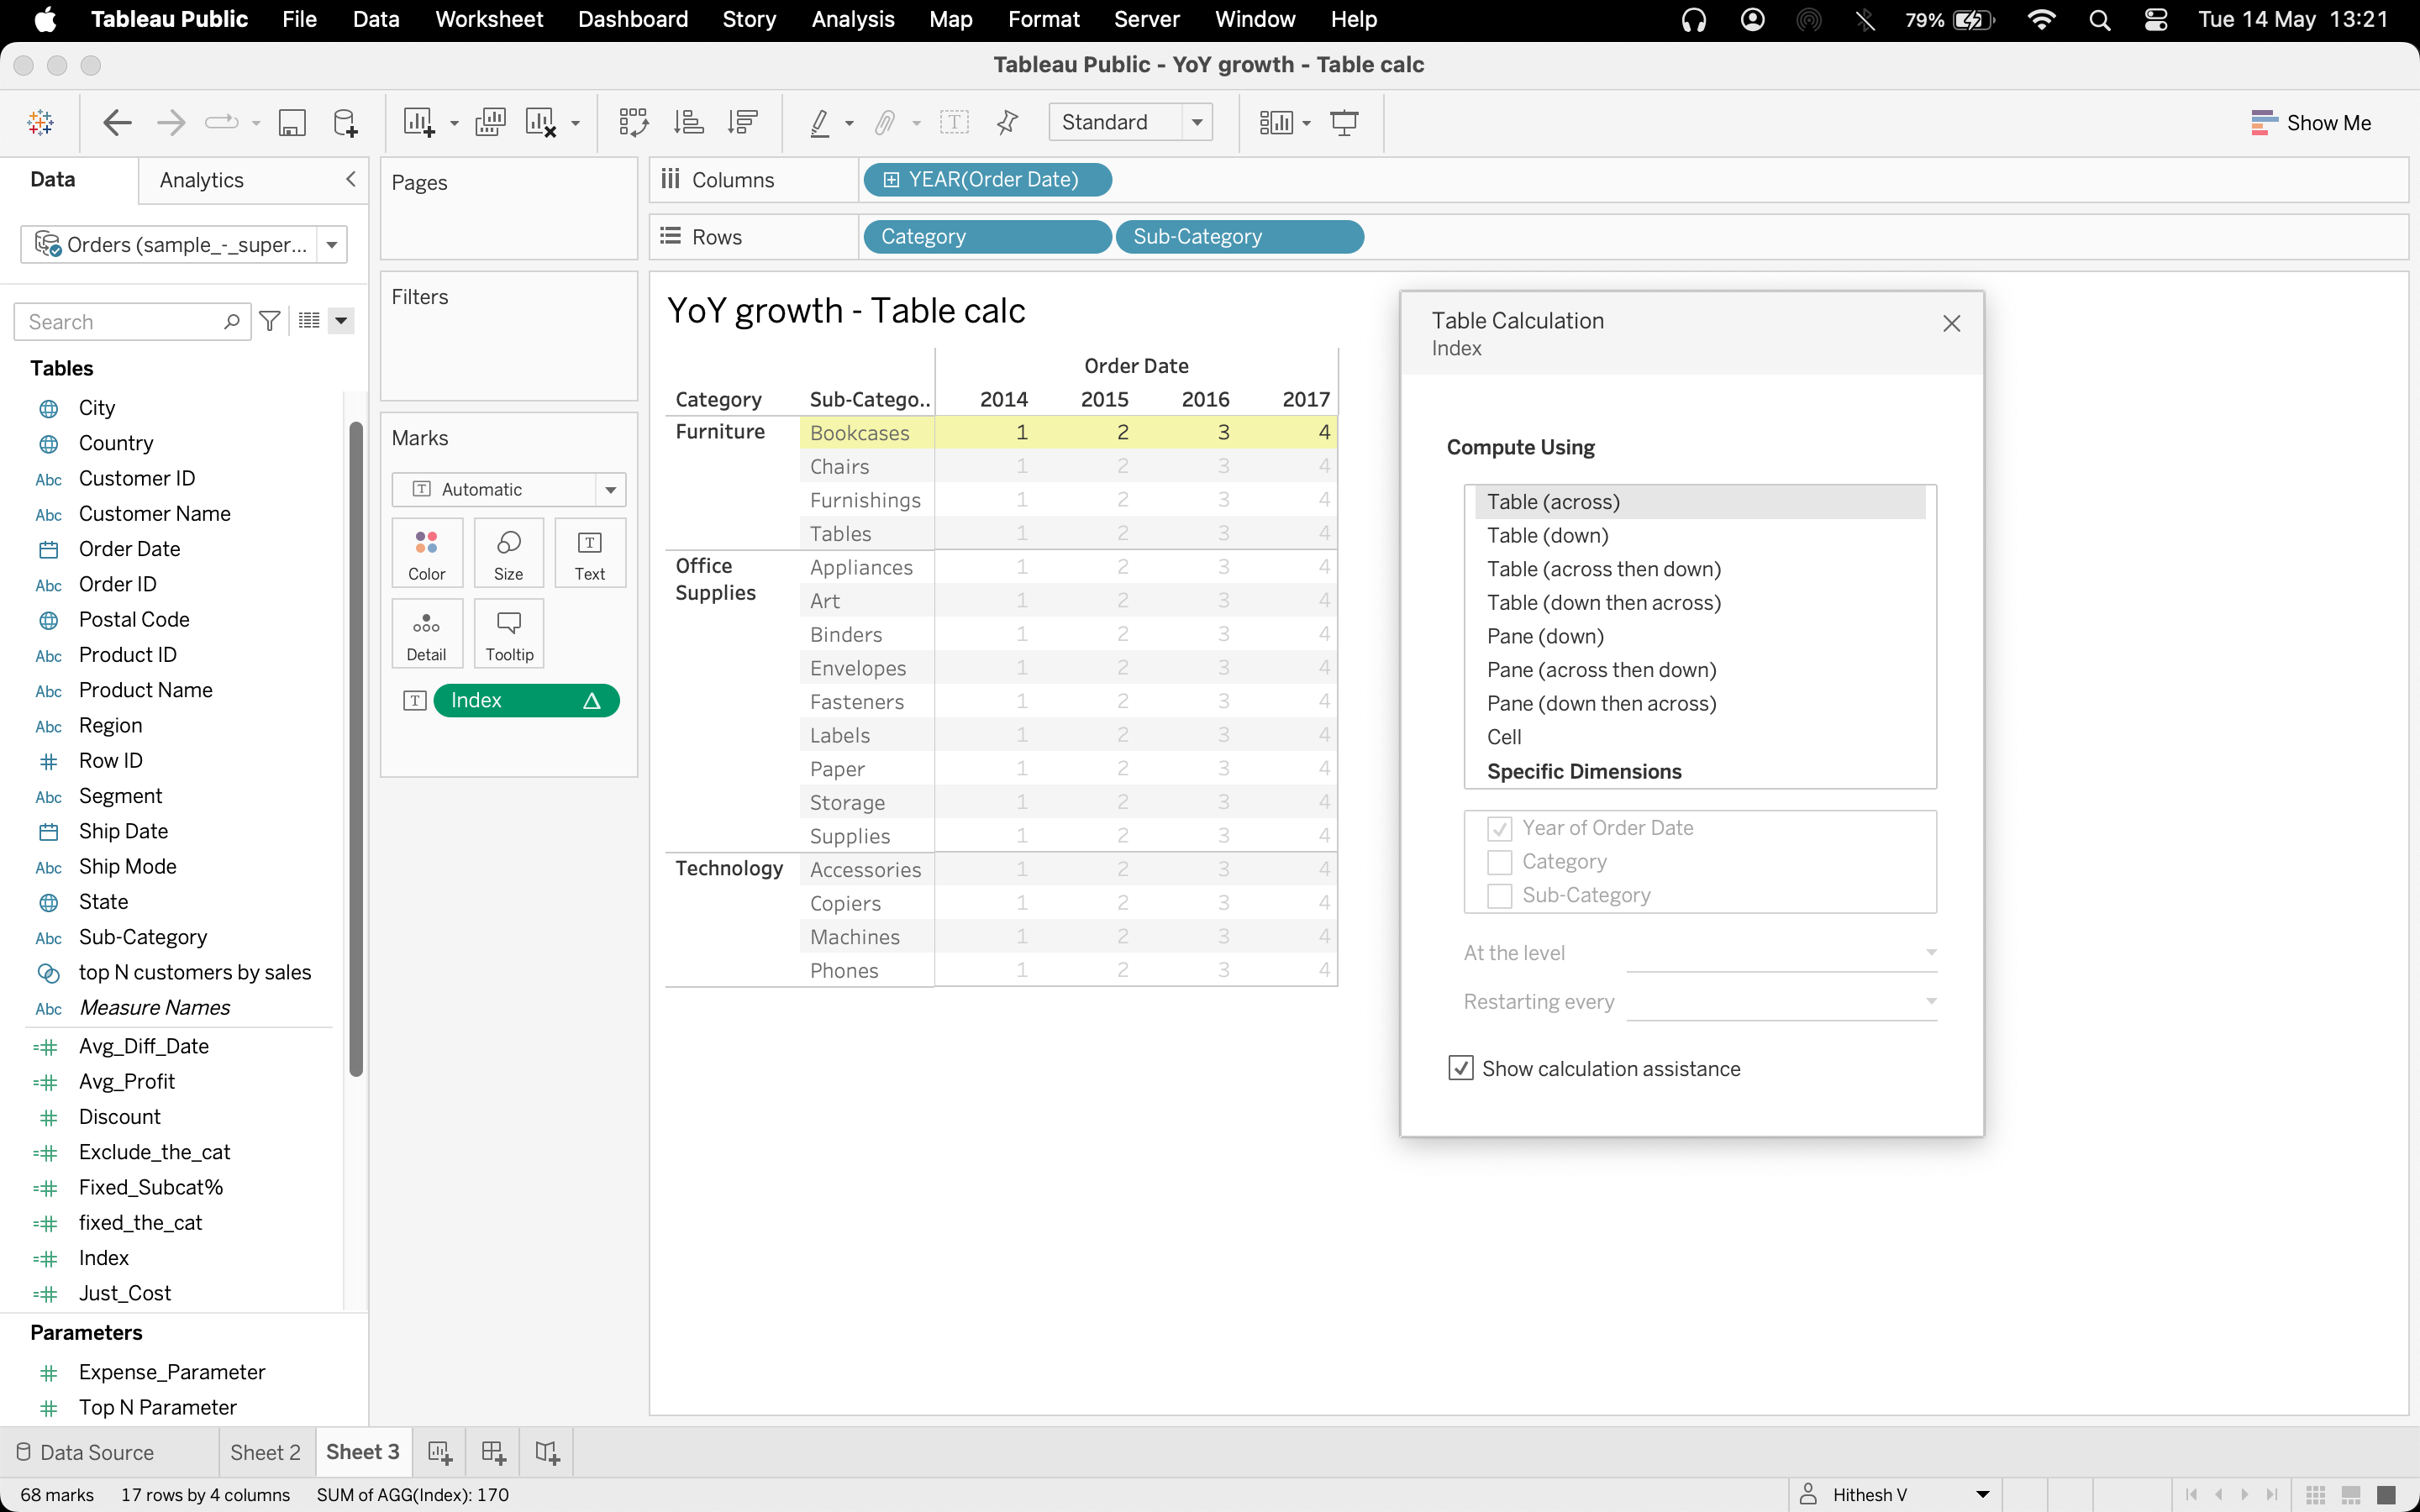 Tableau Public File Data Worksheet Dashboard Story Analysis Map Format Server Window Help 79% Tue 14 May 13:21
Tableau Public - YoY growth - Table calc
Standard Show Me
Data Analytics
Orders (sample_-_super...
Search
Tables
City
Country
Abc Customer ID
Abc Customer Name
Order Date
Abc Order ID
Postal Code
Abc Product ID
Abc Product Name
Abc Region
Row ID
Abc Segment
Ship Date
Abc Ship Mode
State
Abc Sub-Category
top N customers by sales
Abc Measure Names
Avg_Diff_Date
Avg_Profit
Discount
Exclude_the_cat
Fixed_Subcat%
fixed_the_cat
Index
Just_Cost
Parameters
Expense_Parameter
Top N Parameter
Pages
Filters
Marks
Automatic
Color Size Text
Detail Tooltip
Index
Columns YEAR(Order Date)
Rows Category Sub-Category
YoY growth - Table calc
Order Date
Category Sub-Catego.. 2014 2015 2016 2017
Furniture Bookcases 1 2 3 4
Chairs 1 2 3 4
Furnishings 1 2 3 4
Tables 1 2 3 4
Office Supplies Appliances 1 2 3 4
Art 1 2 3 4
Binders 1 2 3 4
Envelopes 1 2 3 4
Fasteners 1 2 3 4
Labels 1 2 3 4
Paper 1 2 3 4
Storage 1 2 3 4
Supplies 1 2 3 4
Technology Accessories 1 2 3 4
Copiers 1 2 3 4
Machines 1 2 3 4
Phones 1 2 3 4
Table Calculation
Index
Compute Using
Table (across)
Table (down)
Table (across then down)
Table (down then across)
Pane (down)
Pane (across then down)
Pane (down then across)
Cell
Specific Dimensions
Year of Order Date
Category
Sub-Category
At the level
Restarting every
Show calculation assistance
Data Source Sheet 2 Sheet 3
68 marks 17 rows by 4 columns SUM of AGG(Index): 170 Hithesh V